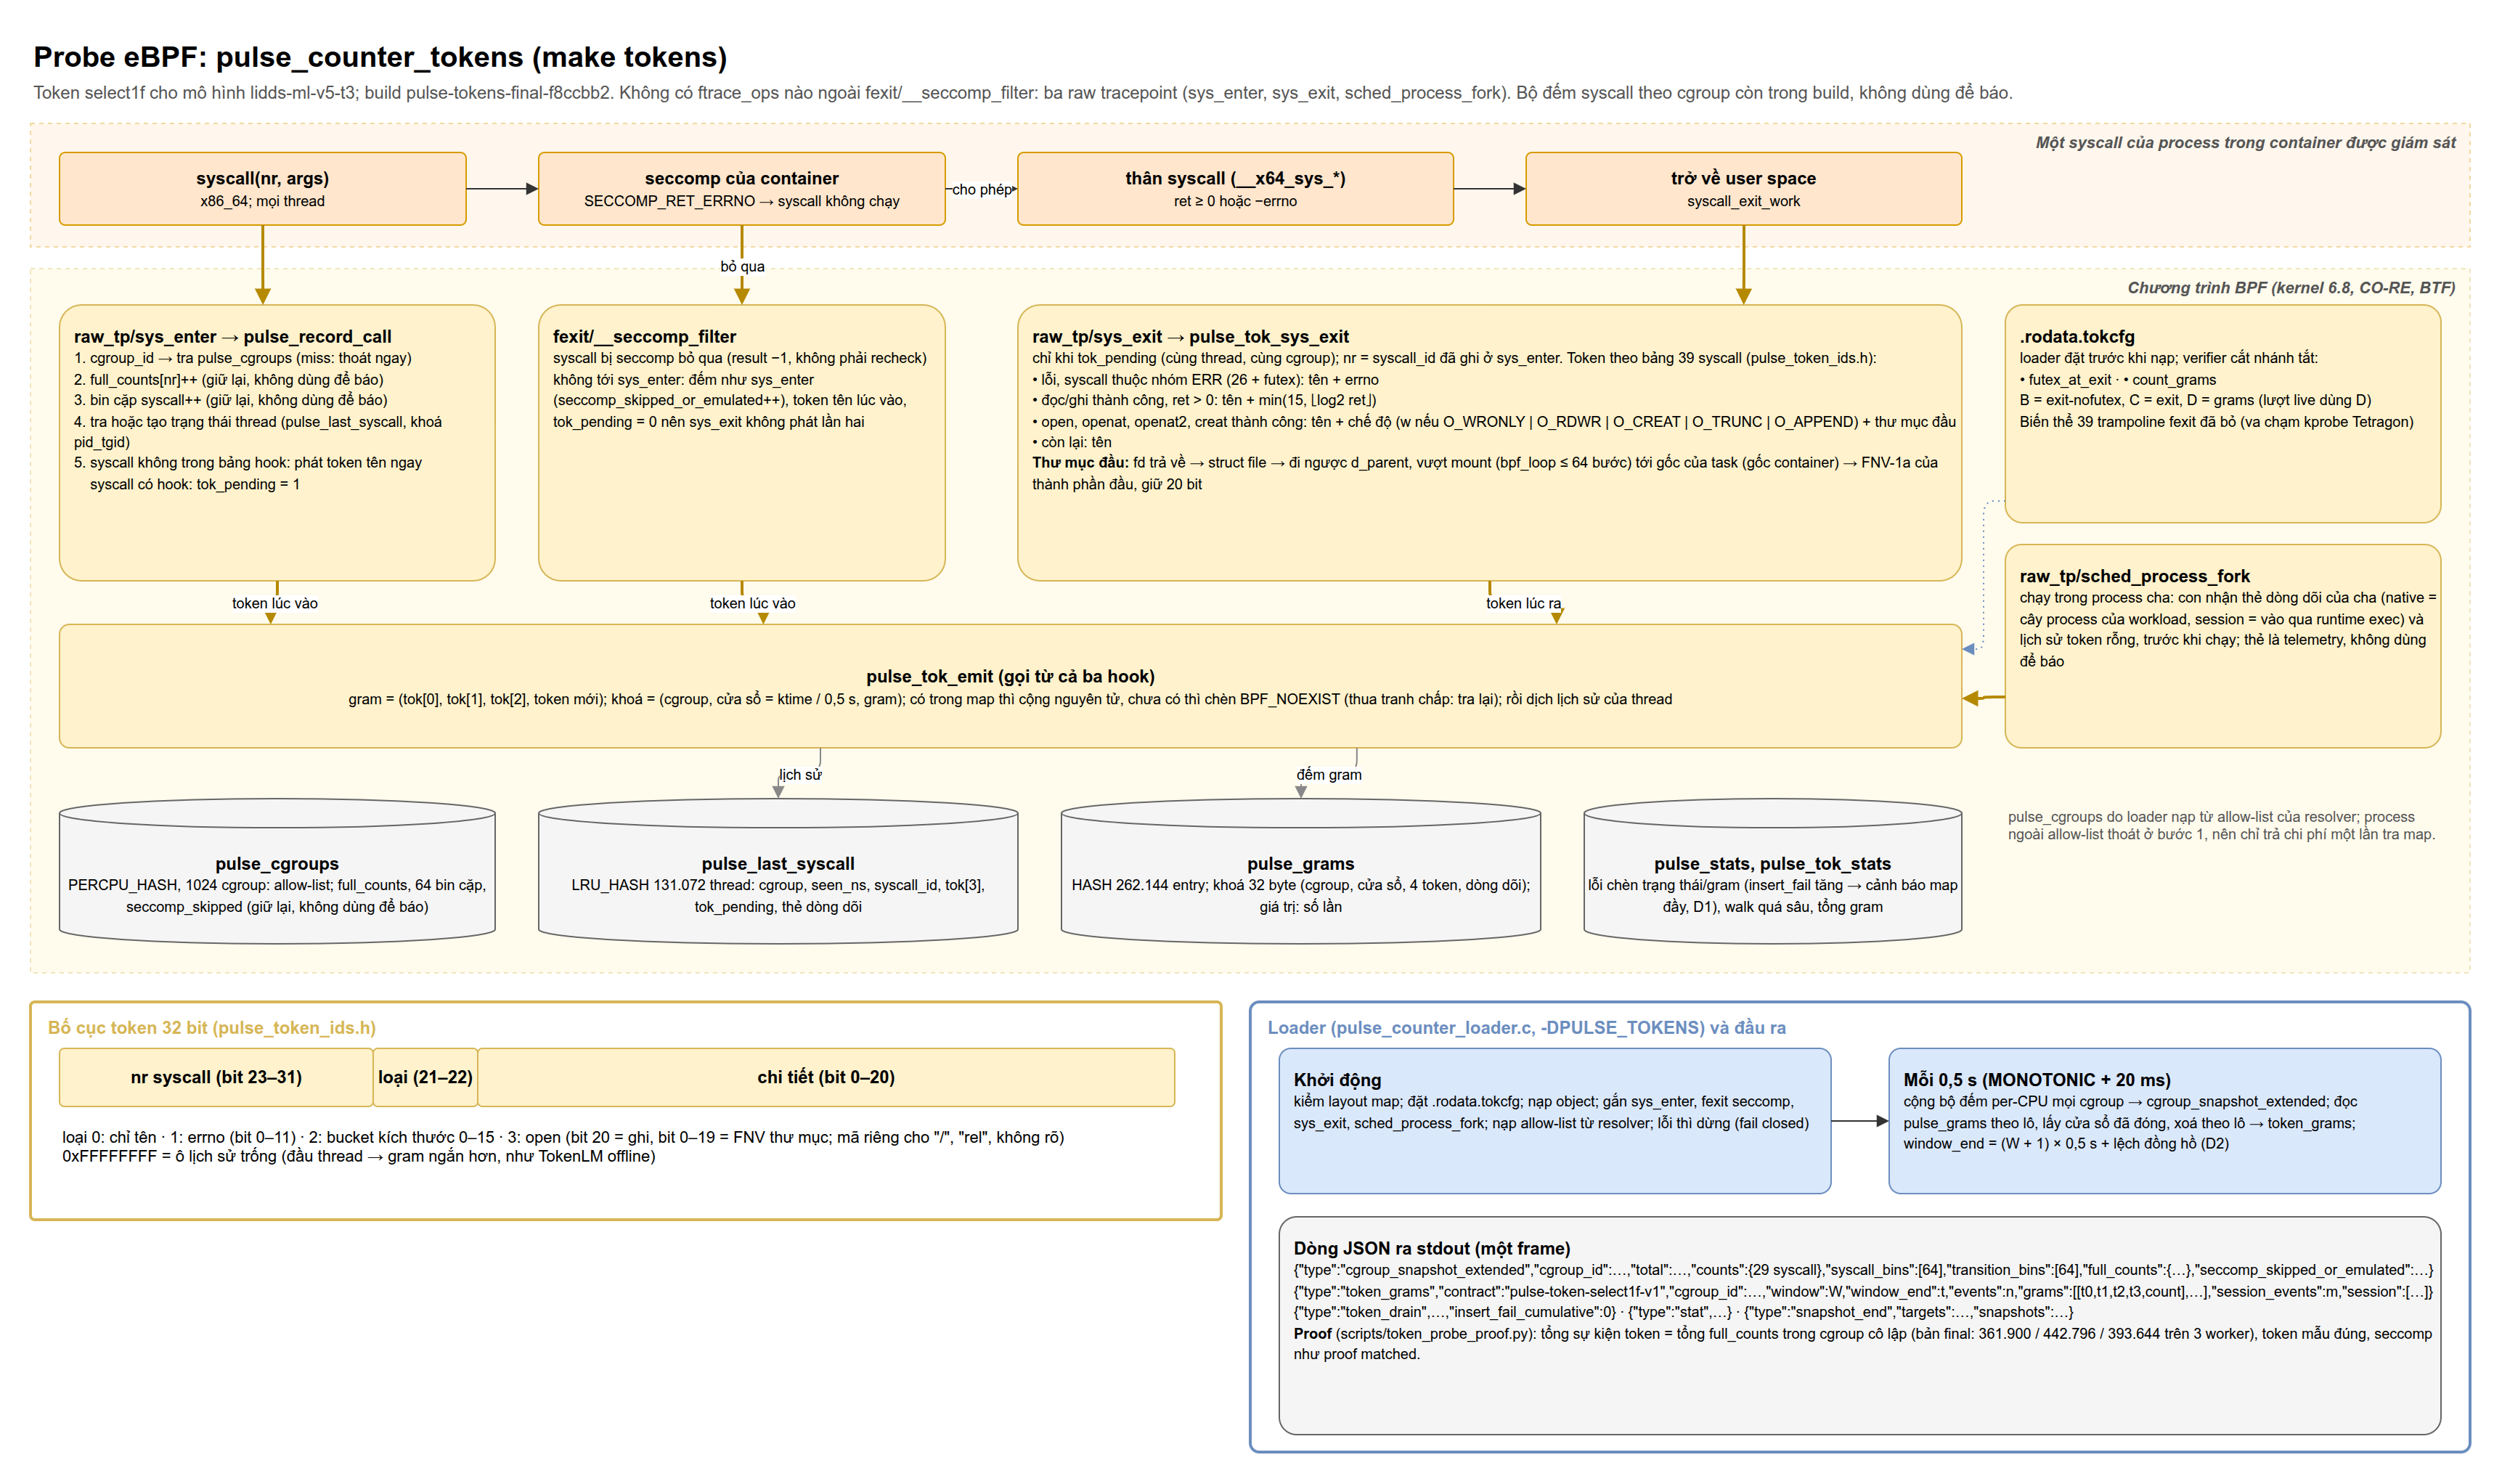 Probe eBPF: pulse_counter_tokens (make tokens)
Token select1f cho mô hình lidds-ml-v5-t3; build pulse-tokens-final-f8ccbb2. Không có ftrace_ops nào ngoài fexit/__seccomp_filter: ba raw tracepoint (sys_enter, sys_exit, sched_process_fork). Bộ đếm syscall theo cgroup còn trong build, không dùng để báo.
Một syscall của process trong container được giám sát
syscall(nr, args)
x86_64; mọi thread
seccomp của container
SECCOMP_RET_ERRNO → syscall không chạy
cho phép
thân syscall (__x64_sys_*)
ret ≥ 0 hoặc −errno
trở về user space
syscall_exit_work
bỏ qua
Chương trình BPF (kernel 6.8, CO-RE, BTF)
raw_tp/sys_enter → pulse_record_call
1. cgroup_id → tra pulse_cgroups (miss: thoát ngay)
2. full_counts[nr]++ (giữ lại, không dùng để báo)
3. bin cặp syscall++ (giữ lại, không dùng để báo)
4. tra hoặc tạo trạng thái thread (pulse_last_syscall, khoá
pid_tgid)
5. syscall không trong bảng hook: phát token tên ngay
syscall có hook: tok_pending = 1
fexit/__seccomp_filter
syscall bị seccomp bỏ qua (result −1, không phải recheck)
không tới sys_enter: đếm như sys_enter
(seccomp_skipped_or_emulated++), token tên lúc vào,
tok_pending = 0 nên sys_exit không phát lần hai
raw_tp/sys_exit → pulse_tok_sys_exit
chỉ khi tok_pending (cùng thread, cùng cgroup); nr = syscall_id đã ghi ở sys_enter. Token theo bảng 39 syscall (pulse_token_ids.h):
• lỗi, syscall thuộc nhóm ERR (26 + futex): tên + errno
• đọc/ghi thành công, ret > 0: tên + min(15, ⌊log2 ret⌋)
• open, openat, openat2, creat thành công: tên + chế độ (w nếu O_WRONLY | O_RDWR | O_CREAT | O_TRUNC | O_APPEND) + thư mục đầu
• còn lại: tên
Thư mục đầu: fd trả về → struct file → đi ngược d_parent, vượt mount (bpf_loop ≤ 64 bước) tới gốc của task (gốc container) → FNV-1a của
thành phần đầu, giữ 20 bit
.rodata.tokcfg
loader đặt trước khi nạp; verifier cắt nhánh tắt:
• futex_at_exit · • count_grams
B = exit-nofutex, C = exit, D = grams (lượt live dùng D)
Biến thể 39 trampoline fexit đã bỏ (va chạm kprobe Tetragon)
raw_tp/sched_process_fork
chạy trong process cha: con nhận thẻ dòng dõi của cha (native =
cây process của workload, session = vào qua runtime exec) và
lịch sử token rỗng, trước khi chạy; thẻ là telemetry, không dùng
để báo
token lúc vào
token lúc vào
token lúc ra
pulse_tok_emit (gọi từ cả ba hook)
gram = (tok[0], tok[1], tok[2], token mới); khoá = (cgroup, cửa sổ = ktime / 0,5 s, gram); có trong map thì cộng nguyên tử, chưa có thì chèn BPF_NOEXIST (thua tranh chấp: tra lại); rồi dịch lịch sử của thread
lịch sử
đếm gram
pulse_cgroups
PERCPU_HASH, 1024 cgroup: allow-list; full_counts, 64 bin cặp,
seccomp_skipped (giữ lại, không dùng để báo)
pulse_last_syscall
LRU_HASH 131.072 thread: cgroup, seen_ns, syscall_id, tok[3],
tok_pending, thẻ dòng dõi
pulse_grams
HASH 262.144 entry; khoá 32 byte (cgroup, cửa sổ, 4 token, dòng dõi);
giá trị: số lần
pulse_stats, pulse_tok_stats
lỗi chèn trạng thái/gram (insert_fail tăng → cảnh báo map
đầy, D1), walk quá sâu, tổng gram
pulse_cgroups do loader nạp từ allow-list của resolver; process
ngoài allow-list thoát ở bước 1, nên chỉ trả chi phí một lần tra map.
Bố cục token 32 bit (pulse_token_ids.h)
nr syscall (bit 23–31)
loại (21–22)
chi tiết (bit 0–20)
loại 0: chỉ tên · 1: errno (bit 0–11) · 2: bucket kích thước 0–15 · 3: open (bit 20 = ghi, bit 0–19 = FNV thư mục; mã riêng cho "/", "rel", không rõ)
0xFFFFFFFF = ô lịch sử trống (đầu thread → gram ngắn hơn, như TokenLM offline)
Loader (pulse_counter_loader.c, -DPULSE_TOKENS) và đầu ra
Khởi động
kiểm layout map; đặt .rodata.tokcfg; nạp object; gắn sys_enter, fexit seccomp,
sys_exit, sched_process_fork; nạp allow-list từ resolver; lỗi thì dừng (fail closed)
Mỗi 0,5 s (MONOTONIC + 20 ms)
cộng bộ đếm per-CPU mọi cgroup → cgroup_snapshot_extended; đọc
pulse_grams theo lô, lấy cửa sổ đã đóng, xoá theo lô → token_grams;
window_end = (W + 1) × 0,5 s + lệch đồng hồ (D2)
Dòng JSON ra stdout (một frame)
{"type":"cgroup_snapshot_extended","cgroup_id":…,"total":…,"counts":{29 syscall},"syscall_bins":[64],"transition_bins":[64],"full_counts":{…},"seccomp_skipped_or_emulated":…}
{"type":"token_grams","contract":"pulse-token-select1f-v1","cgroup_id":…,"window":W,"window_end":t,"events":n,"grams":[[t0,t1,t2,t3,count],…],"session_events":m,"session":[…]}
{"type":"token_drain",…,"insert_fail_cumulative":0} · {"type":"stat",…} · {"type":"snapshot_end","targets":…,"snapshots":…}
Proof (scripts/token_probe_proof.py): tổng sự kiện token = tổng full_counts trong cgroup cô lập (bản final: 361.900 / 442.796 / 393.644 trên 3 worker), token mẫu đúng, seccomp
như proof matched.